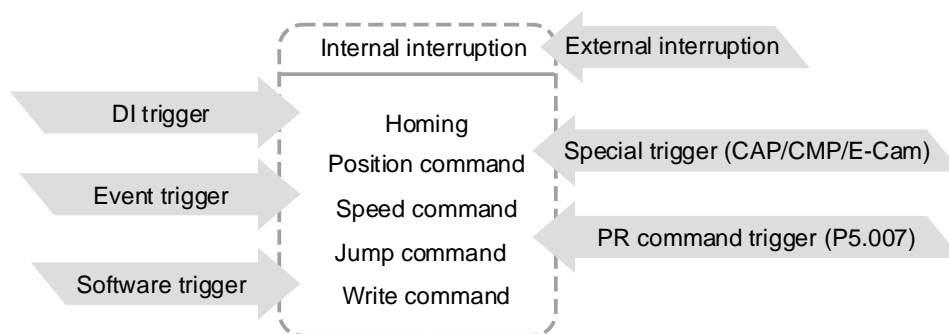 Internal interruption
External interruption
DI trigger
Homing
Special trigger (CAP/CMP/E-Cam)
Position command
Event trigger
Speed command
PR command trigger (P5.007)
Jump command
Software trigger
Write command